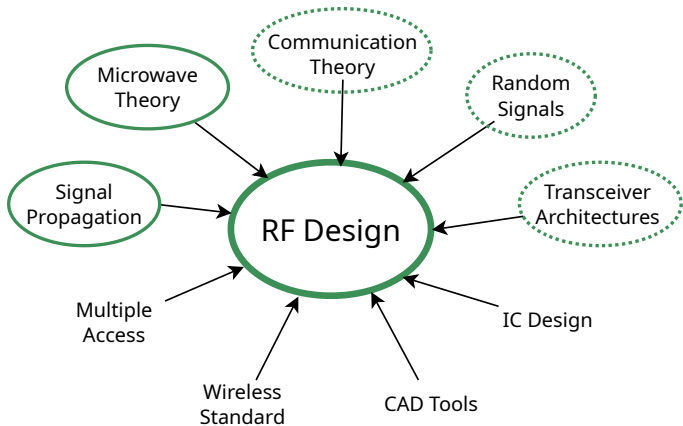 Communication
Theory
Microwave
Theory
Random
Signals
Signal
Propagation
Transceiver
Architectures
RF Design
Multiple
Access
IC Design
Wireless
Standard
CAD Tools